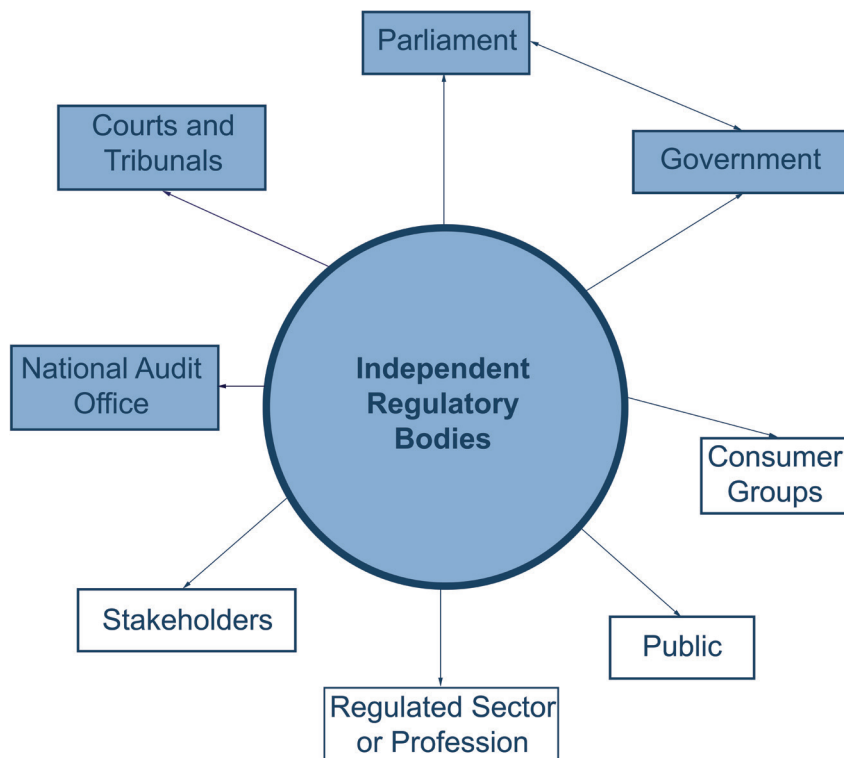 Parliament
Courts and
Tribunals
Government
Independent
Regulatory
Bodies
National Audit
Office
Consumer
Groups
Stakeholders
Public
Regulated Sector
or Profession